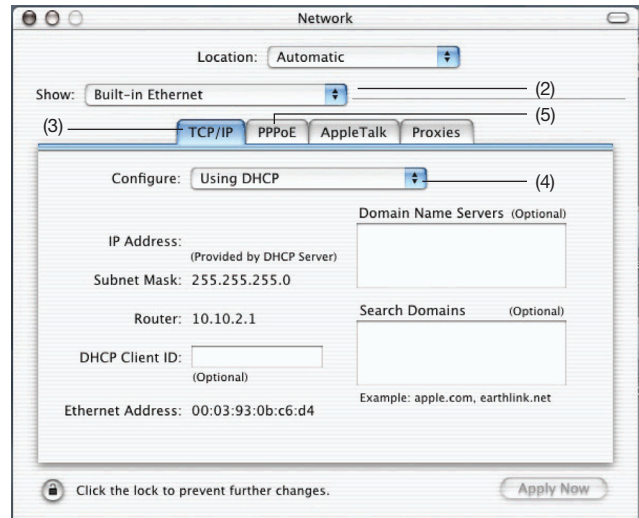 Network
Location: Automatic
Show: Built-in Ethernet (2)
(5)
(3) TCP/IP PPPoE AppleTalk Proxies
Configure: Using DHCP (4)
Domain Name Servers (Optional)
IP Address:
(Provided by DHCP Server)
Subnet Mask: 255.255.255.0
Router: 10.10.2.1
Search Domains (Optional)
DHCP Client ID:
(Optional)
Example: apple.com, earthlink.net
Ethernet Address: 00:03:93:0b:c6:d4
Click the lock to prevent further changes.
Apply Now